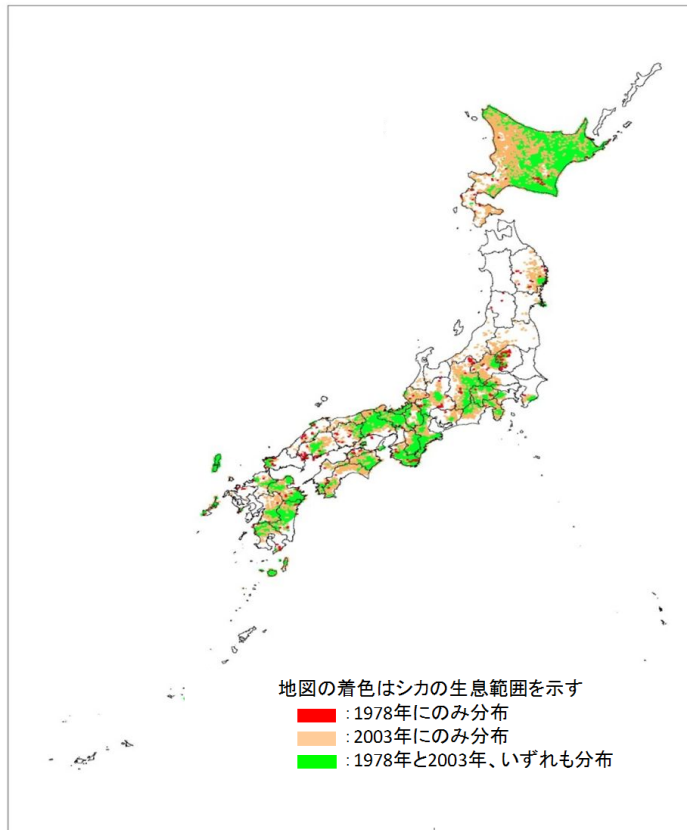 地図の着色はシカの生息範囲を示す
：1978年にのみ分布
：2003年にのみ分布
：1978年と2003年、いずれも分布